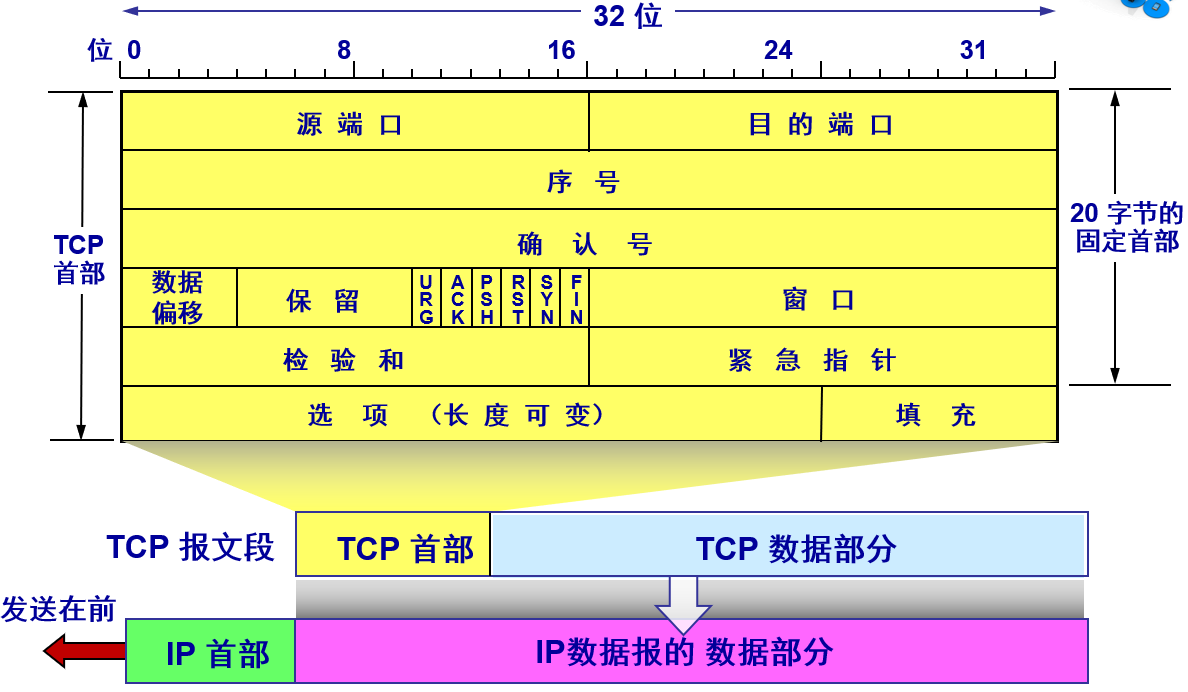 32 位
位 0 8 16 24 31
源 端 口 目 的 端 口
序 号
确 认 号
TCP
首部
20 字节的
固定首部
数据
偏移
保 留
URG
ACK
PSH
RST
SYN
FIN
窗 口
检 验 和 紧 急 指 针
选 项 （长 度 可 变） 填 充
TCP 报文段 TCP 首部 TCP 数据部分
发送在前
IP 首部 IP数据报的 数据部分